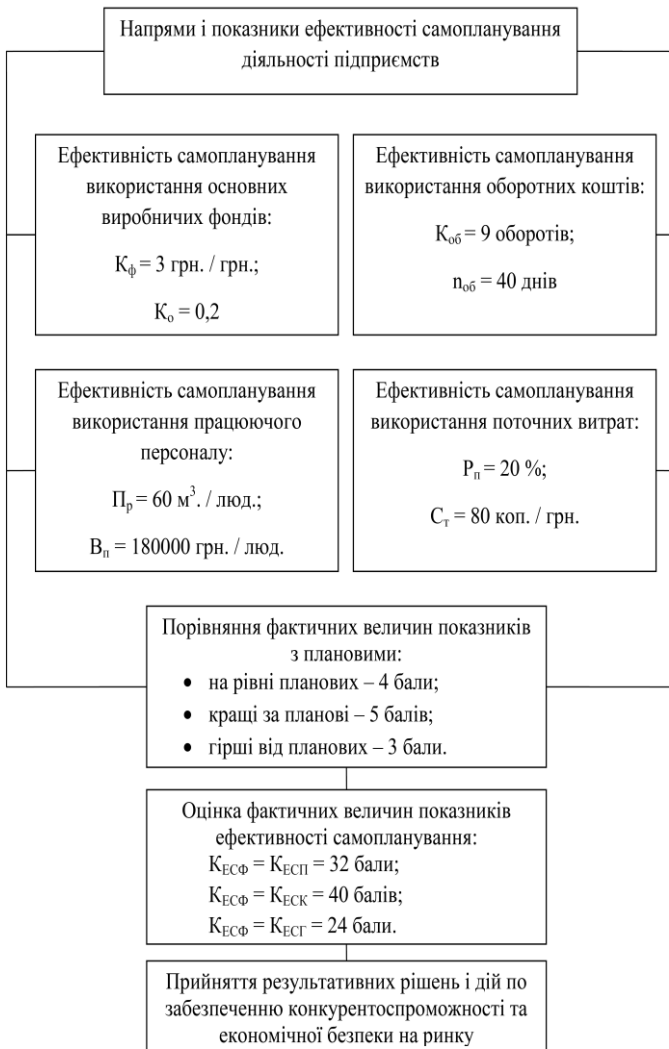 Напрями і показники ефективності самопланування
діяльності підприємств
Ефективність самопланування
використання основних
виробничих фондів:
Кф = 3 грн. / грн.;
Ко = 0,2
Ефективність самопланування
використання оборотних коштів:
Коб = 9 оборотів;
nоб = 40 днів
Ефективність самопланування
використання працюючого
персоналу:
Пр = 60 м³. / люд.;
Вп = 180000 грн. / люд.
Ефективність самопланування
використання поточних витрат:
Рп = 20 %;
Ст = 80 коп. / грн.
Порівняння фактичних величин показників
з плановими:
• на рівні планових – 4 бали;
• кращі за планові – 5 балів;
• гірші від планових – 3 бали.
Оцінка фактичних величин показників
ефективності самопланування:
КЕСФ = КЕСП = 32 бали;
КЕСФ = КЕСК = 40 балів;
КЕСФ = КЕСГ = 24 бали.
Прийняття результативних рішень і дій по
забезпеченню конкурентоспроможності та
економічної безпеки на ринку